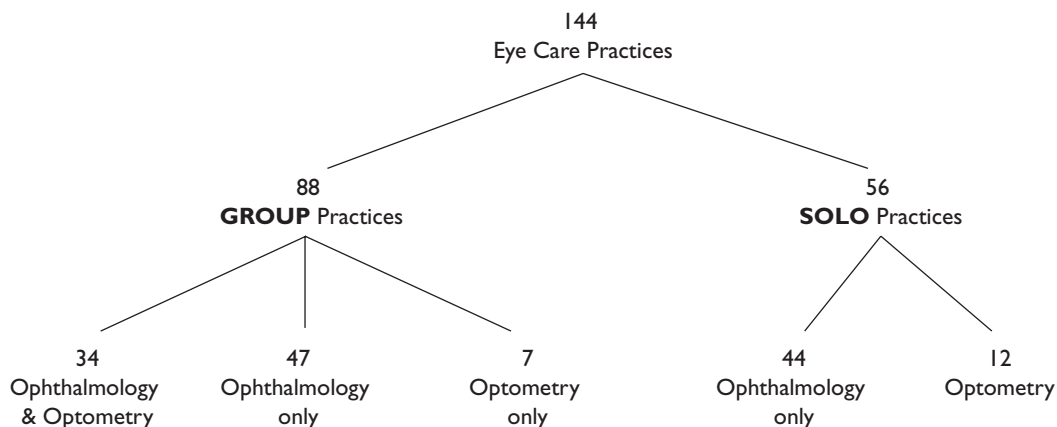 144
Eye Care Practices
88
GROUP Practices
56
SOLO Practices
34
Ophthalmology
& Optometry
47
Ophthalmology
only
7
Optometry
only
44
Ophthalmology
only
12
Optometry